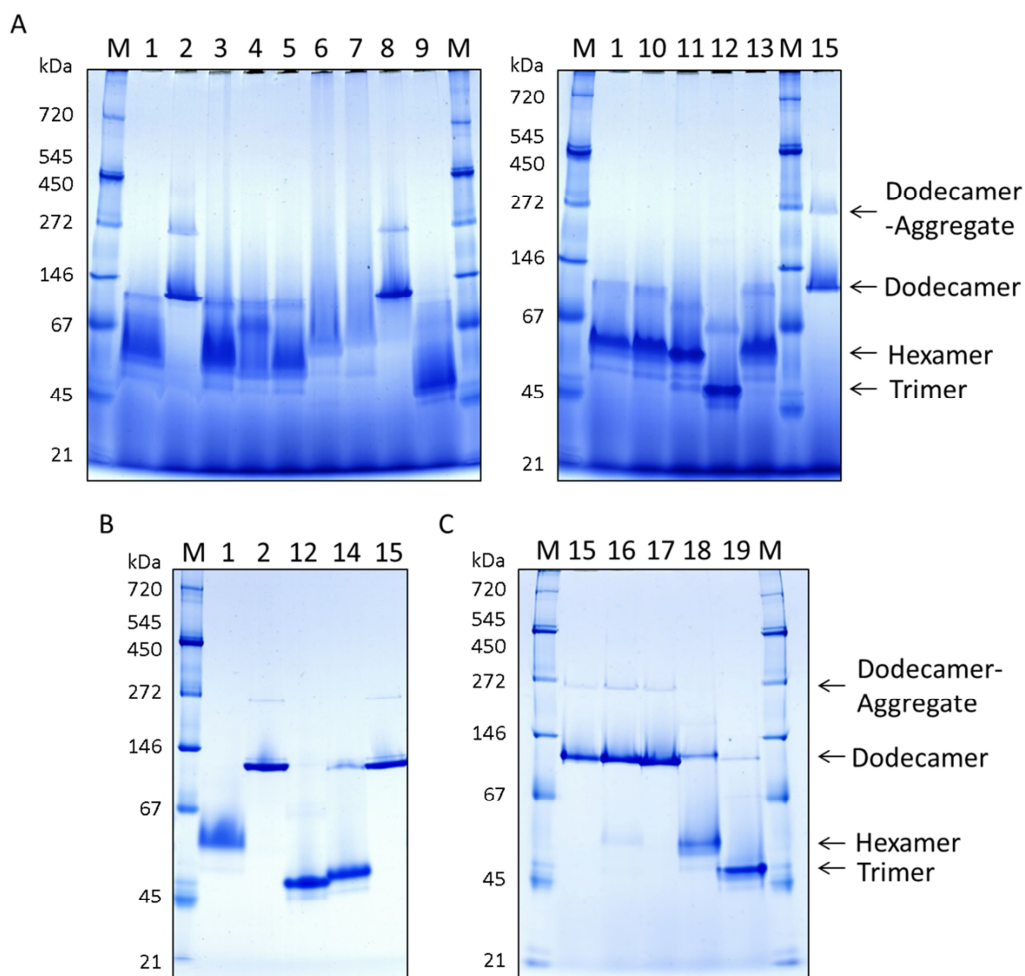 A
M 1 2 3 4 5 6 7 8 9 M
kDa
720
545
450
272
146
67
45
21
M 1 10 11 12 13 M 15
kDa
720
545
450
272
146
67
45
21
Dodecamer
-Aggregate
Dodecamer
Hexamer
Trimer
B
M 1 2 12 14 15
kDa
720
545
450
272
146
67
45
21
C
M 15 16 17 18 19 M
kDa
720
545
450
272
146
67
45
21
Dodecamer-
Aggregate
Dodecamer
Hexamer
Trimer